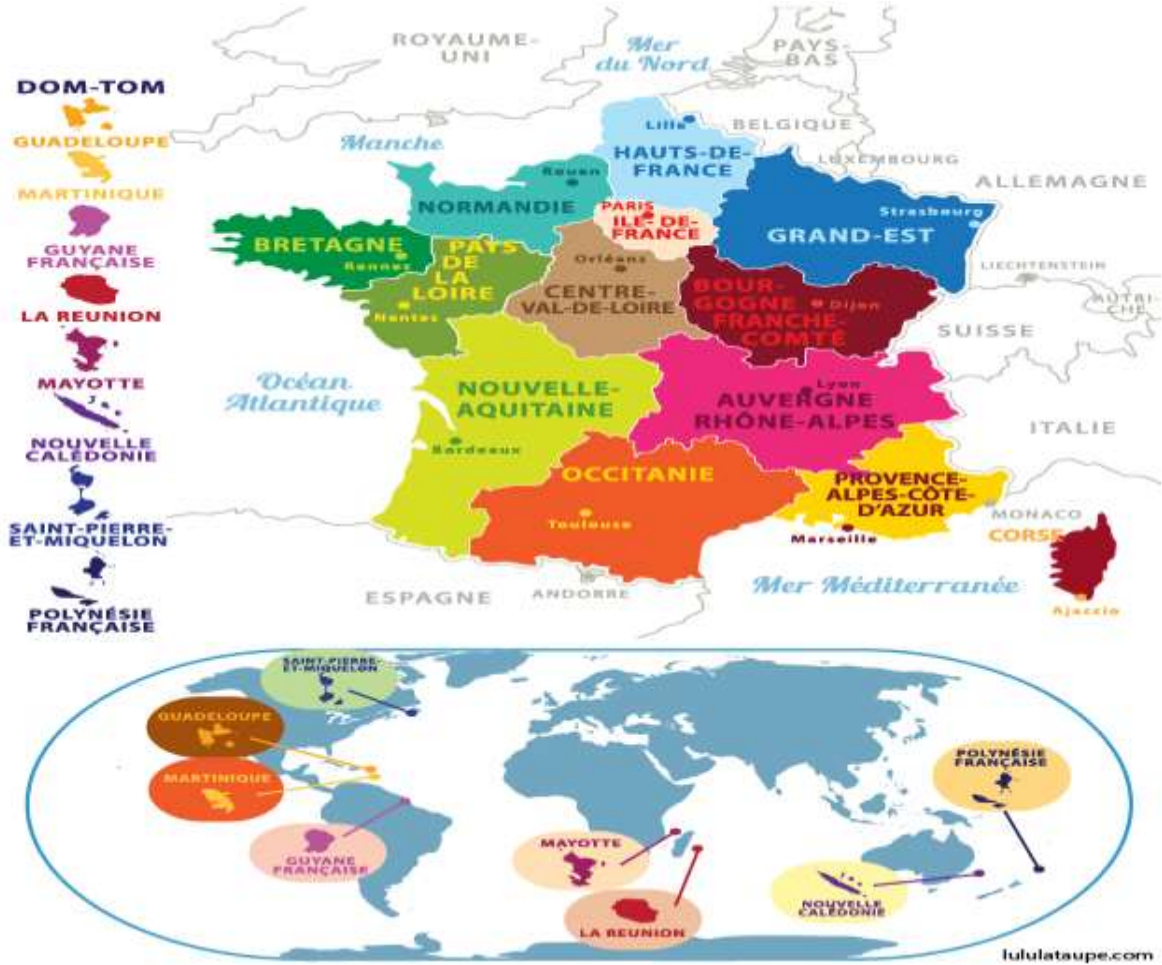 DOM-TOM
GUADELOUPE
MARTINIQUE
GUYANE
FRANÇAISE
LA REUNION
MAYOTTE
NOUVELLE
CALÉDONIE
SAINT-PIERRE-
ET-MIQUELON
POLYNÉSIE
FRANÇAISE
ROYAUME-
UNI
Mer
du Nord
PAYS-
BAS
Manche
Lille
BELGIQUE
HAUTS-DE-
FRANCE
LUXEMBOURG
ALLEMAGNE
Rouen
NORMANDIE
PARIS
ILE- DE-
FRANCE
Strasbourg
GRAND-EST
BRETAGNE
Rennes
PAYS
DE
LA
LOIRE
Nantes
Orléans
CENTRE-
VAL-DE-LOIRE
BOUR-
GOGNE
FRANCHE-
COMTÉ
Dijon
LIECHTENSTEIN
AUTRI-
CHE
SUISSE
Océan
Atlantique
NOUVELLE-
AQUITAINE
Bordeaux
Lyon
AUVERGNE
RHÔNE-ALPES
ITALIE
OCCITANIE
Toulouse
PROVENCE-
ALPES-CÔTE-
D'AZUR
Marseille
MONACO
CORSE
Ajaccio
Mer Méditerranée
ESPAGNE
ANDORRE
SAINT-PIERRE-
ET-MIQUELON
GUADELOUPE
MARTINIQUE
GUYANE
FRANÇAISE
MAYOTTE
LA REUNION
POLYNÉSIE
FRANÇAISE
NOUVELLE
CALÉDONIE
lululataupe.com